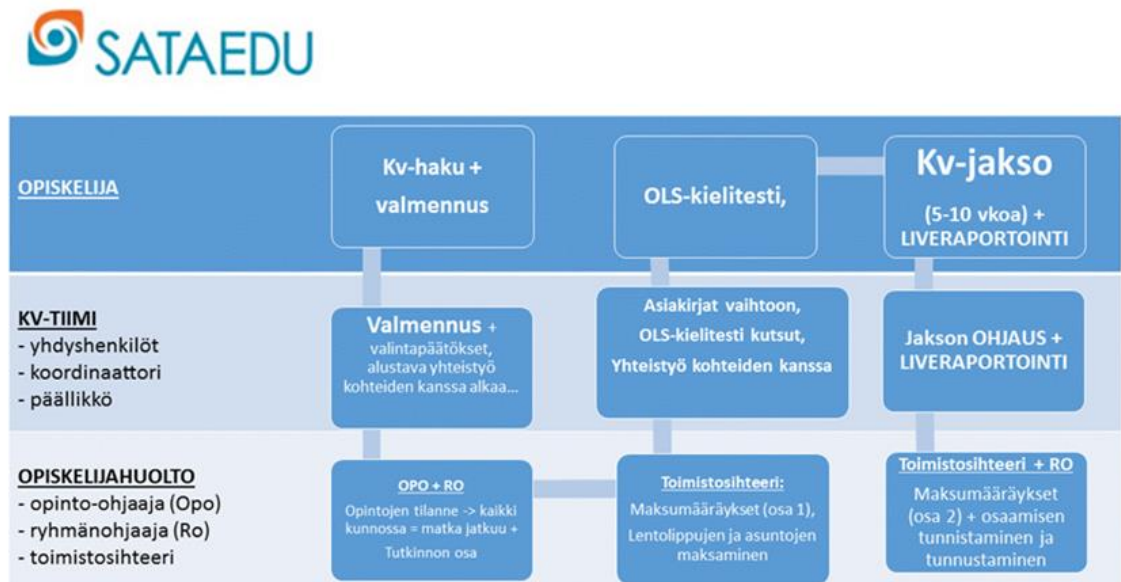 SATAEDU
OPISKELIJA
Kv-haku +
valmennus
OLS-kielitesti,
Kv-jakso
(5-10 vkoa) +
LIVERAPORTOINTI
KV-TIIMI
- yhdyshenkilöt
- koordinaattori
- päällikkö
Valmennus +
valintapäätökset,
alustava yhteistyö
kohteiden kanssa alkaa...
Asiakirjat vaihtoon,
OLS-kielitesti kutsut,
Yhteistyö kohteiden kanssa
Jakson OHJAUS +
LIVERAPORTOINTI
OPISKELIJAHUOLTO
- opinto-ohjaaja (Opo)
- ryhmänohjaaja (Ro)
- toimistosihteeri
OPO + RO
Opintojen tilanne -> kaikki
kunnossa = matka jatkuu +
Tutkinnon osa
Toimistosihteeri:
Maksumääräykset (osa 1),
Lentolippujen ja asuntojen
maksaminen
Toimistosihteeri + RO
Maksumääräykset
(osa 2) + osaamisen
tunnistaminen ja
tunnustaminen